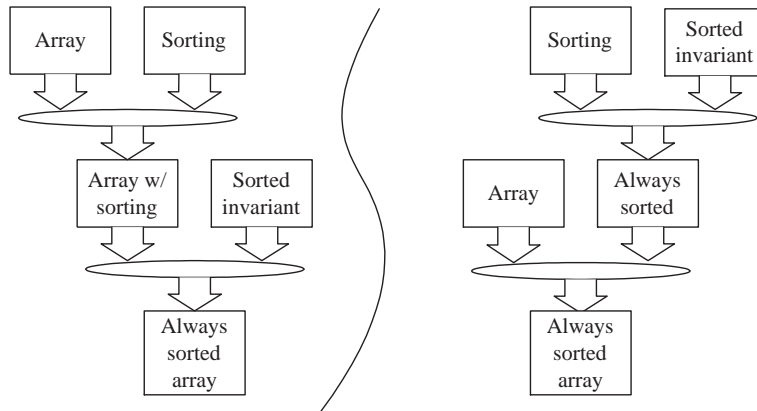 Array
Sorting
Array w/
sorting
Sorted
invariant
Always
sorted
array
Sorting
Sorted
invariant
Array
Always
sorted
Always
sorted
array